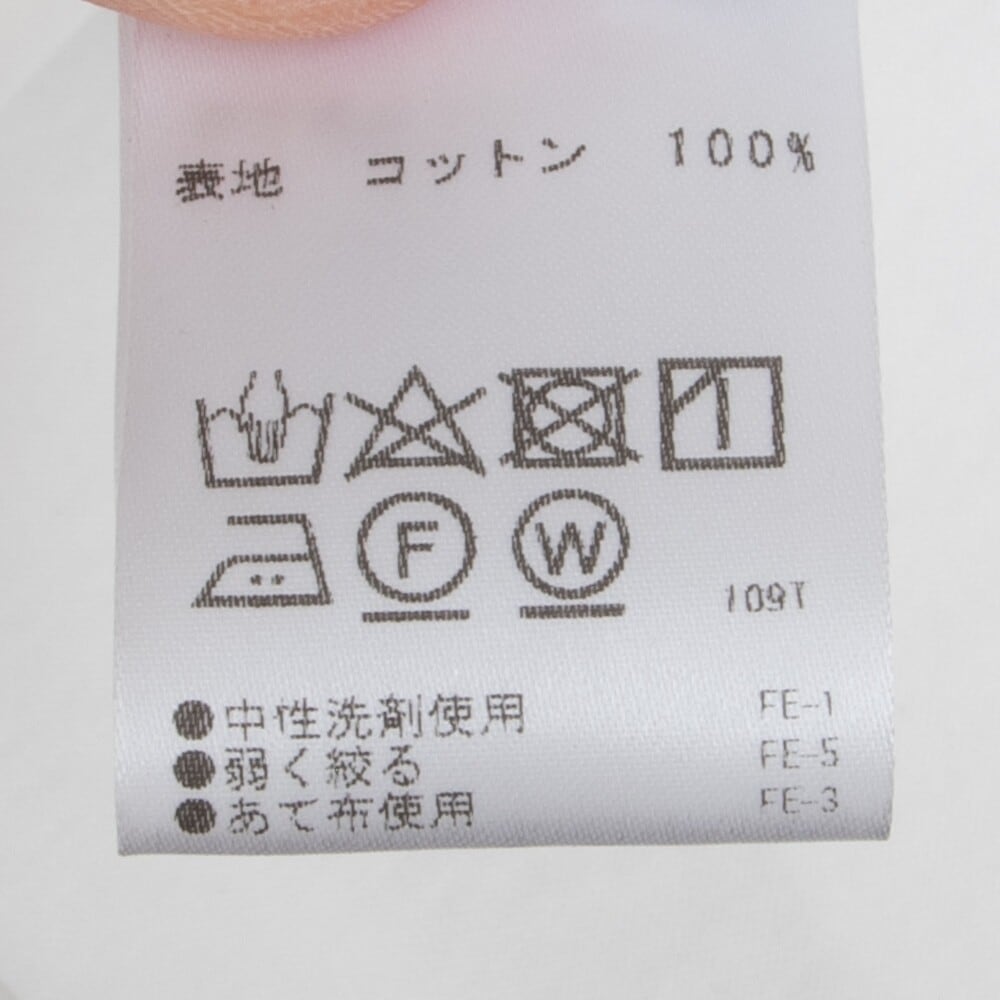 表地 コットン 100%
F W
109T
●中性洗剤使用 FE-1
●弱く絞る FE-5
●あて布使用 FE-3